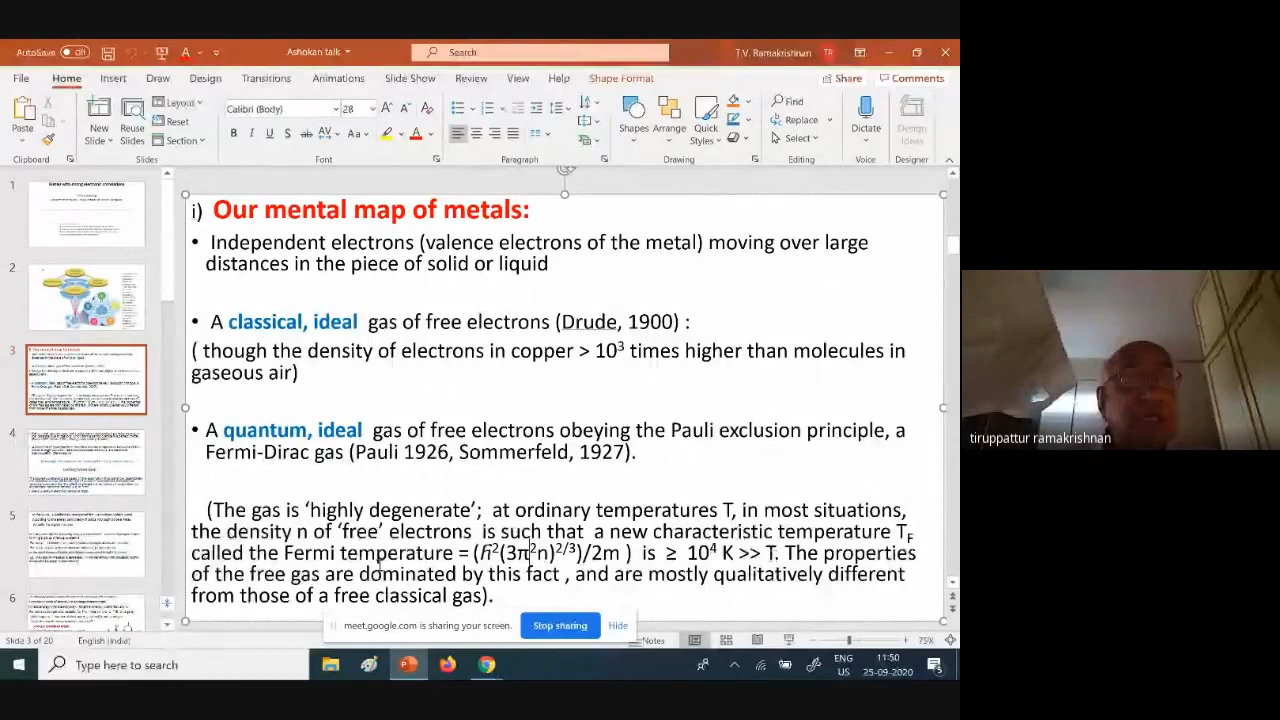 AutoSave Off
Ashokan talk
Search
T.V. Ramakrishnan TR
File Home Insert Draw Design Transitions Animations Slide Show Review View Help Shape Format Share Comments
Paste
New Slide
Reuse Slides
Layout
Reset
Section
Calibri (Body) 28
Shapes Arrange Quick Styles
Find
Replace
Select
Dictate
Design Ideas
Clipboard Slides Font Paragraph Drawing Editing Voice Designer
1
2
3
4
5
6
i) Our mental map of metals:
• Independent electrons (valence electrons of the metal) moving over large
distances in the piece of solid or liquid
• A classical, ideal gas of free electrons (Drude, 1900) :
( though the density of electrons in copper > 10³ times higher than molecules in
gaseous air)
• A quantum, ideal gas of free electrons obeying the Pauli exclusion principle, a
Fermi-Dirac gas (Pauli 1926, Sommerfeld, 1927).
(The gas is ‘highly degenerate’; at ordinary temperatures T, in most situations,
the density n of ‘free’ electrons , is such that a new characteristic temperature T_F
called the Fermi temperature = (ℏ²(3π²n)²/³)/2m ) is ≥ 10⁴ K >> T. The properties
of the free gas are dominated by this fact , and are mostly qualitatively different
from those of a free classical gas).
meet.google.com is sharing your screen. Stop sharing Hide
Slide 3 of 20 English (India) Notes 75%
Type here to search
ENG
US
11:50
25-09-2020
5
tiruppattur ramakrishnan